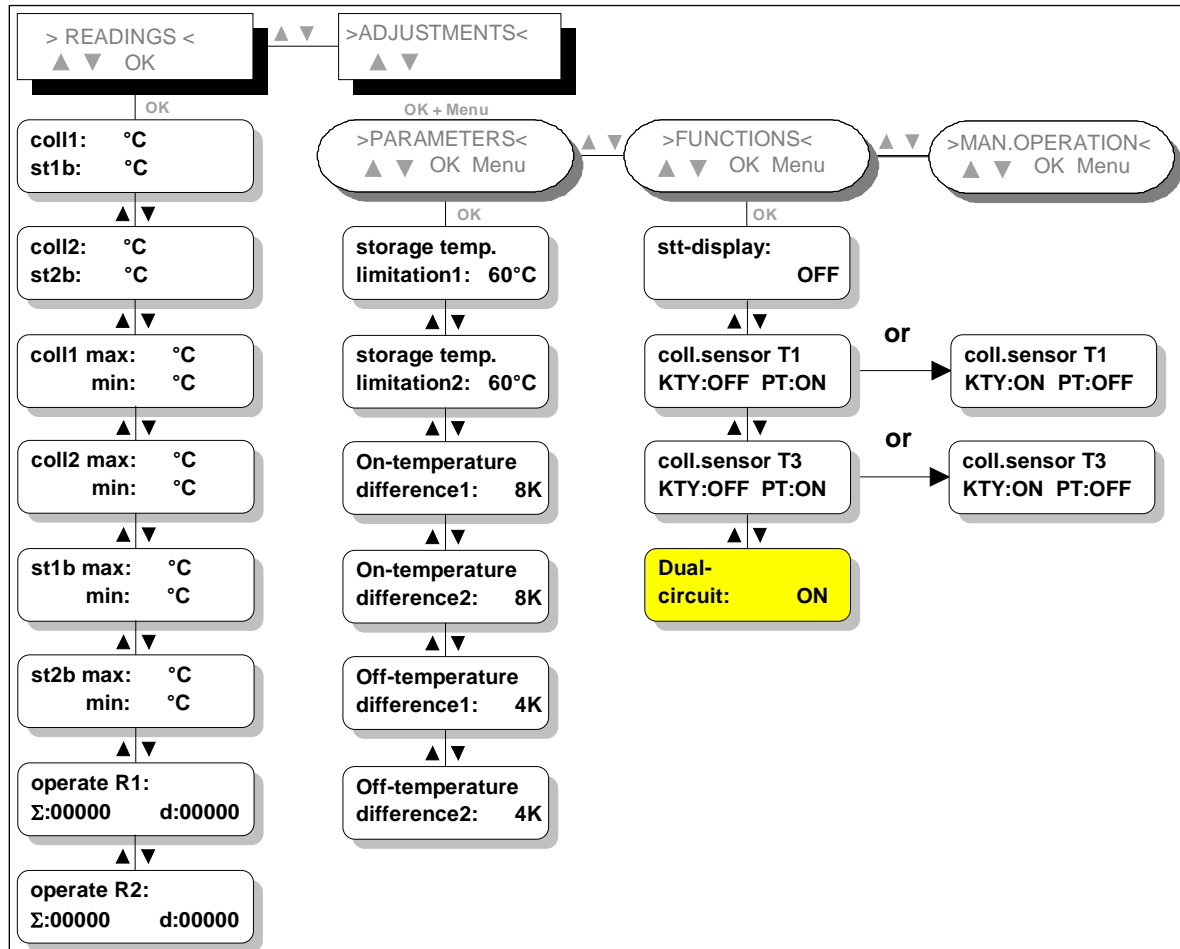 > READINGS <
▲ ▼ OK
▲ ▼
>ADJUSTMENTS<
▲ ▼
OK
coll1: °C
st1b: °C
▲ ▼
coll2: °C
st2b: °C
▲ ▼
coll1 max: °C
min: °C
▲ ▼
coll2 max: °C
min: °C
▲ ▼
st1b max: °C
min: °C
▲ ▼
st2b max: °C
min: °C
▲ ▼
operate R1:
Σ:00000 d:00000
▲ ▼
operate R2:
Σ:00000 d:00000
OK + Menu
>PARAMETERS<
▲ ▼ OK Menu
▲ ▼
>FUNCTIONS<
▲ ▼ OK Menu
▲ ▼
>MAN.OPERATION<
▲ ▼ OK Menu
OK
storage temp.
limitation1: 60°C
▲ ▼
storage temp.
limitation2: 60°C
▲ ▼
On-temperature
difference1: 8K
▲ ▼
On-temperature
difference2: 8K
▲ ▼
Off-temperature
difference1: 4K
▲ ▼
Off-temperature
difference2: 4K
OK
stt-display:
OFF
▲ ▼
coll.sensor T1
KTY:OFF PT:ON
or
coll.sensor T1
KTY:ON PT:OFF
▲ ▼
coll.sensor T3
KTY:OFF PT:ON
or
coll.sensor T3
KTY:ON PT:OFF
▲ ▼
Dual-
circuit: ON